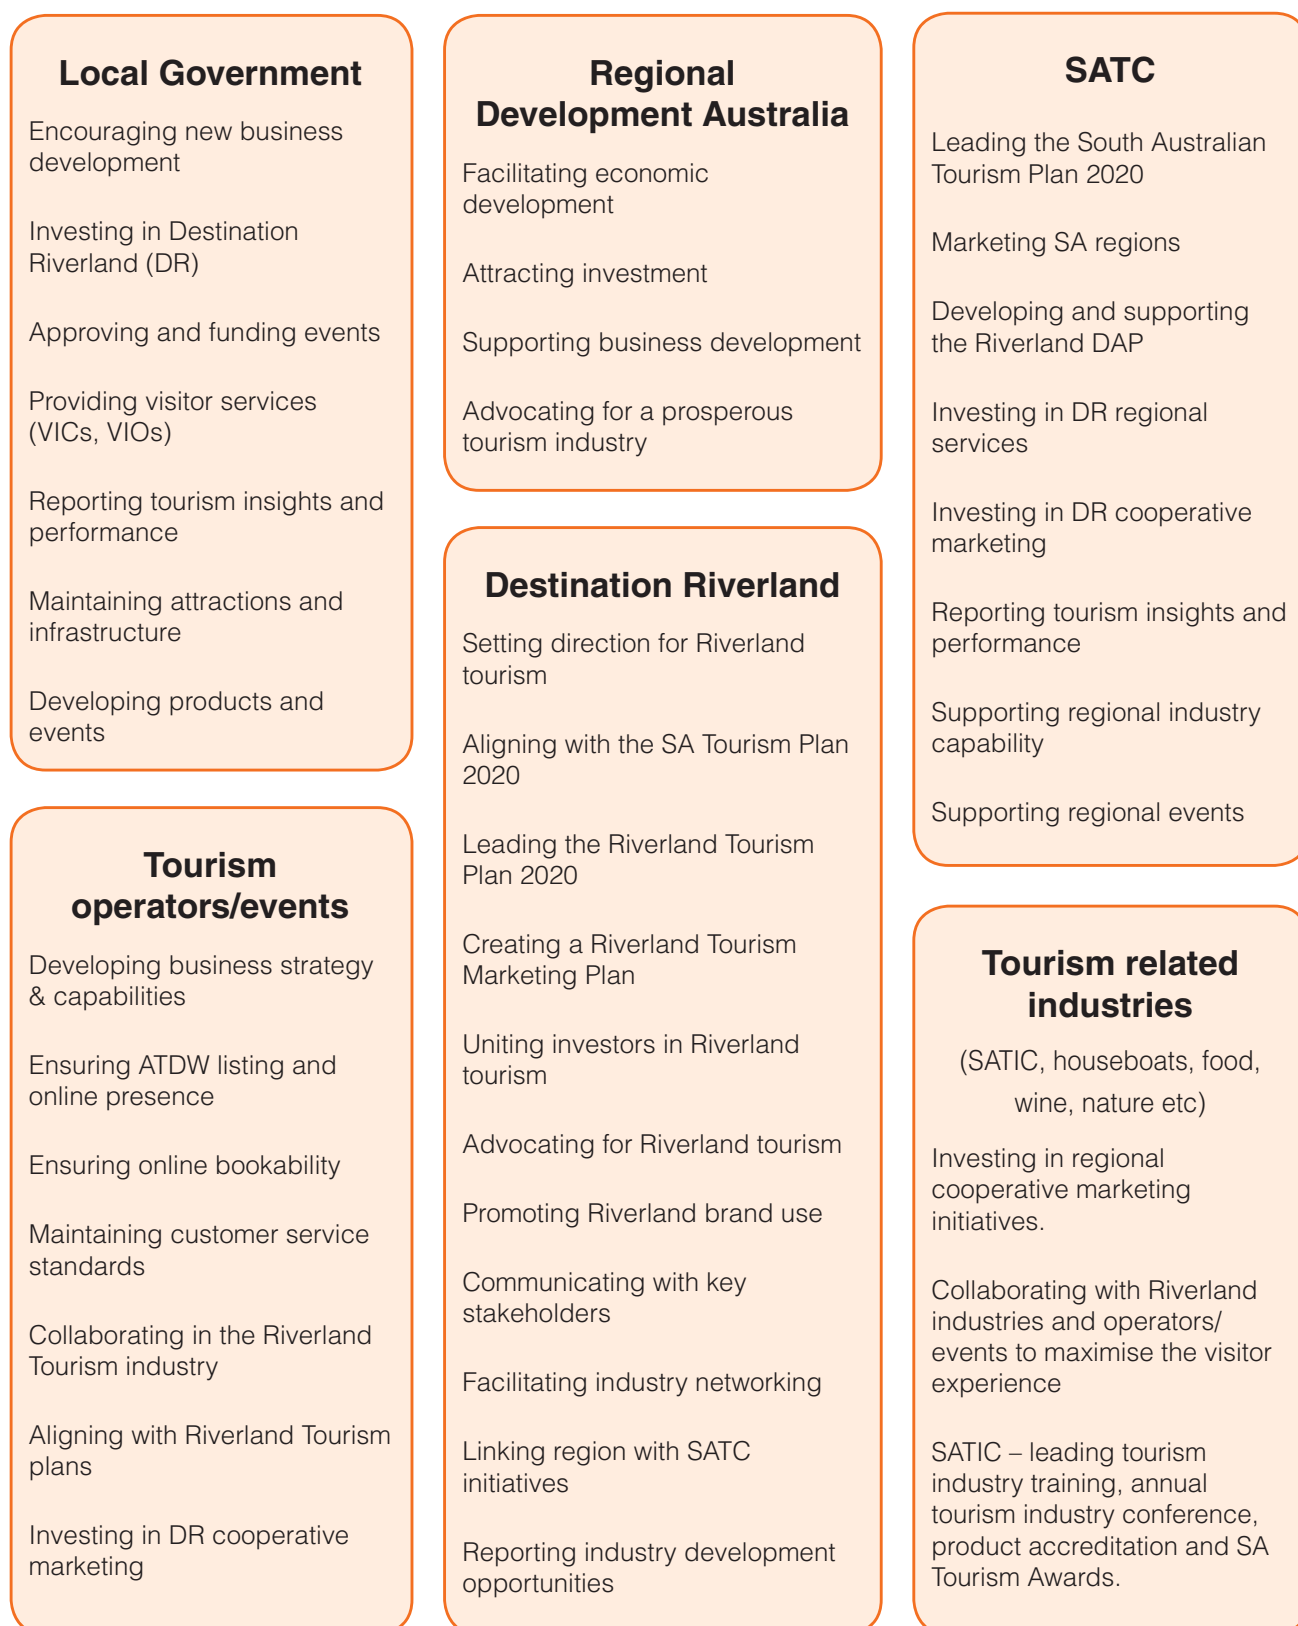 Local Government
Encouraging new business
development
Investing in Destination
Riverland (DR)
Approving and funding events
Providing visitor services
(VICs, VIOs)
Reporting tourism insights and
performance
Maintaining attractions and
infrastructure
Developing products and
events
Tourism
operators/events
Developing business strategy
& capabilities
Ensuring ATDW listing and
online presence
Ensuring online bookability
Maintaining customer service
standards
Collaborating in the Riverland
Tourism industry
Aligning with Riverland Tourism
plans
Investing in DR cooperative
marketing
Regional
Development Australia
Facilitating economic
development
Attracting investment
Supporting business development
Advocating for a prosperous
tourism industry
Destination Riverland
Setting direction for Riverland
tourism
Aligning with the SA Tourism Plan
2020
Leading the Riverland Tourism
Plan 2020
Creating a Riverland Tourism
Marketing Plan
Uniting investors in Riverland
tourism
Advocating for Riverland tourism
Promoting Riverland brand use
Communicating with key
stakeholders
Facilitating industry networking
Linking region with SATC
initiatives
Reporting industry development
opportunities
SATC
Leading the South Australian
Tourism Plan 2020
Marketing SA regions
Developing and supporting
the Riverland DAP
Investing in DR regional
services
Investing in DR cooperative
marketing
Reporting tourism insights and
performance
Supporting regional industry
capability
Supporting regional events
Tourism related
industries
(SATIC, houseboats, food,
wine, nature etc)
Investing in regional
cooperative marketing
initiatives.
Collaborating with Riverland
industries and operators/
events to maximise the visitor
experience
SATIC – leading tourism
industry training, annual
tourism industry conference,
product accreditation and SA
Tourism Awards.